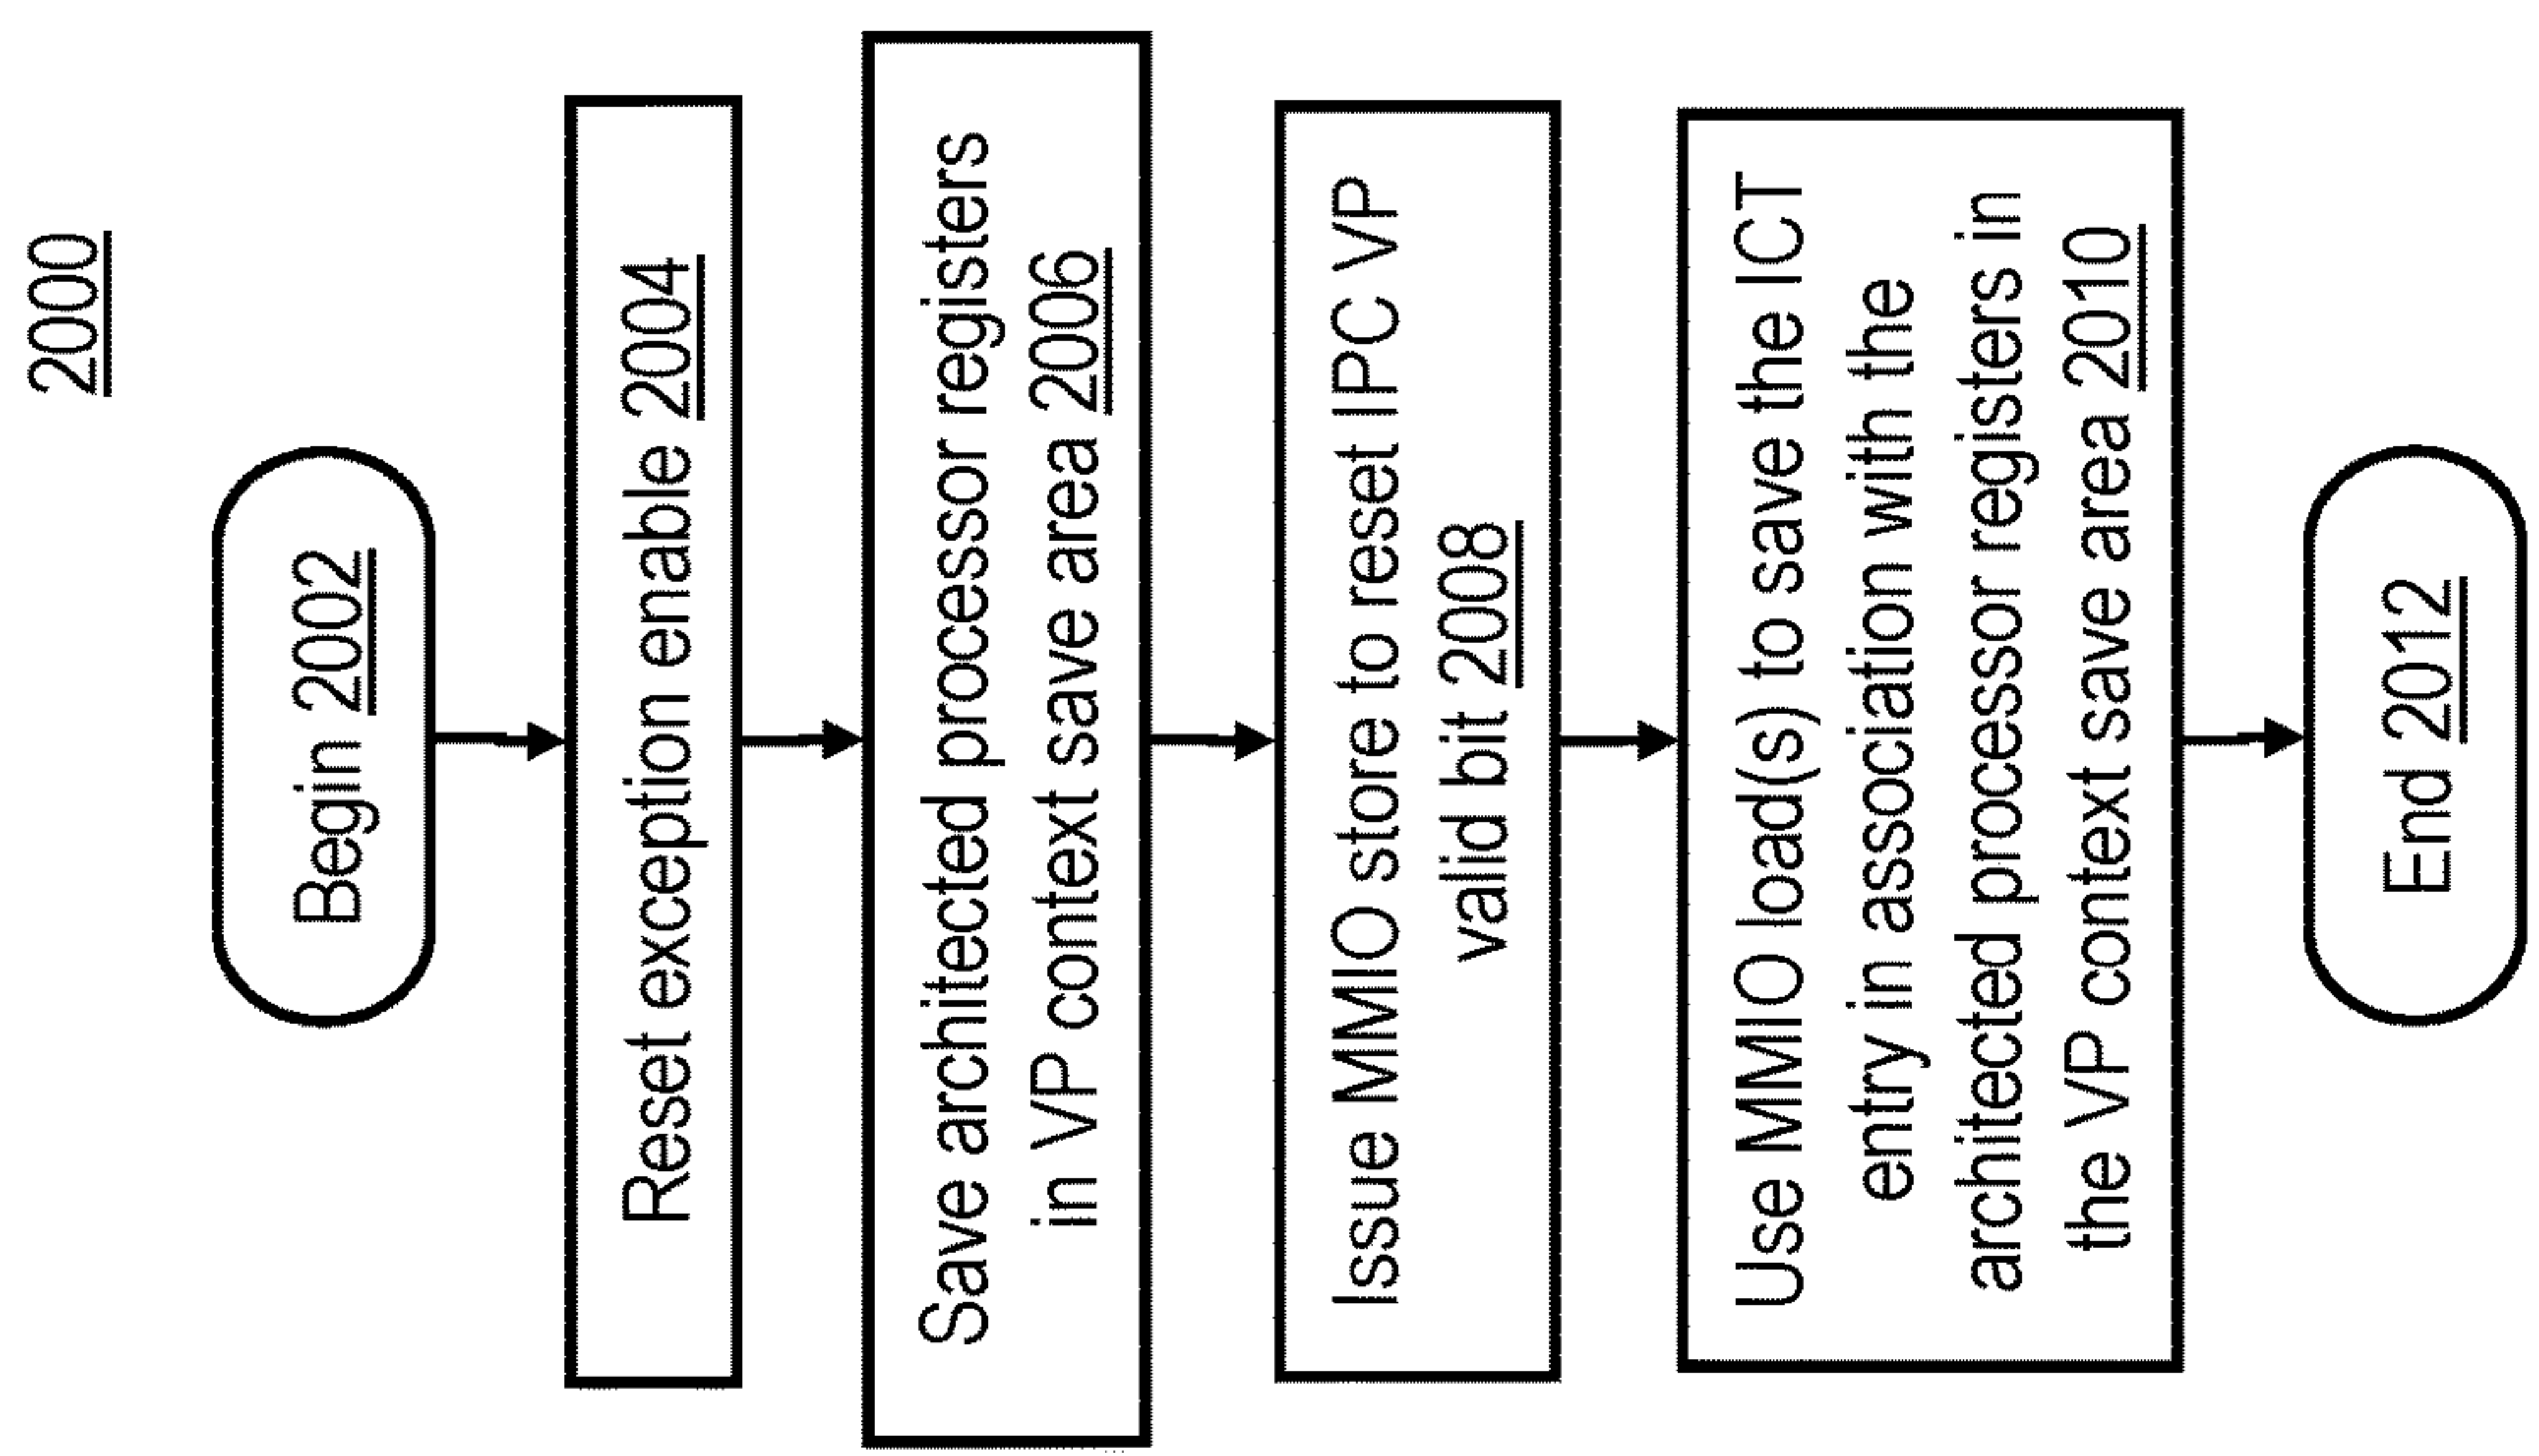 2000
Begin 2002
Reset exception enable 2004
Save architected processor registers
in VP context save area 2006
Issue MMIO store to reset IPC VP
valid bit 2008
Use MMIO load(s) to save the ICT
entry in association with the
architected processor registers in
the VP context save area 2010
End 2012